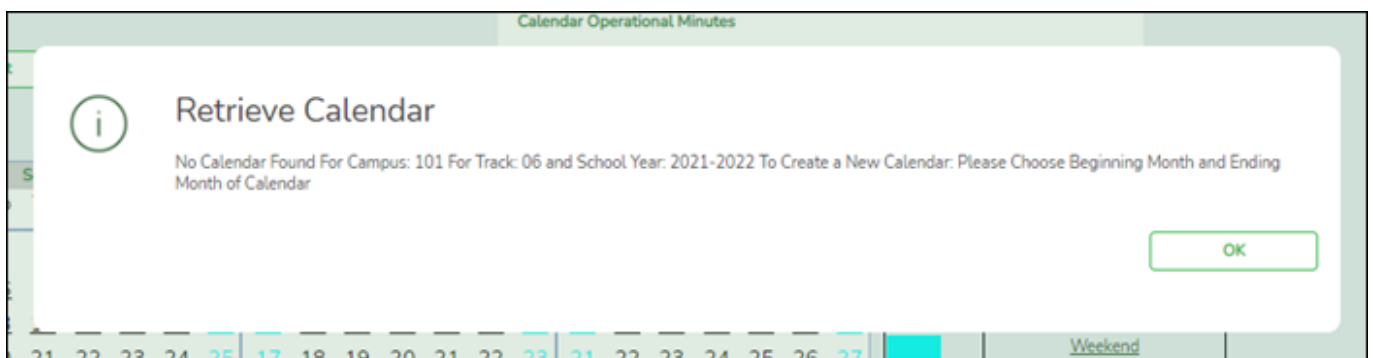 Calendar Operational Minutes
Retrieve Calendar
No Calendar Found For Campus: 101 For Track: 06 and School Year: 2021-2022 To Create a New Calendar: Please Choose Beginning Month and Ending
Month of Calendar
OK
21 22 23 24 25 17 18 19 20 21 22 23 21 22 23 24 25 26 27
Weekend